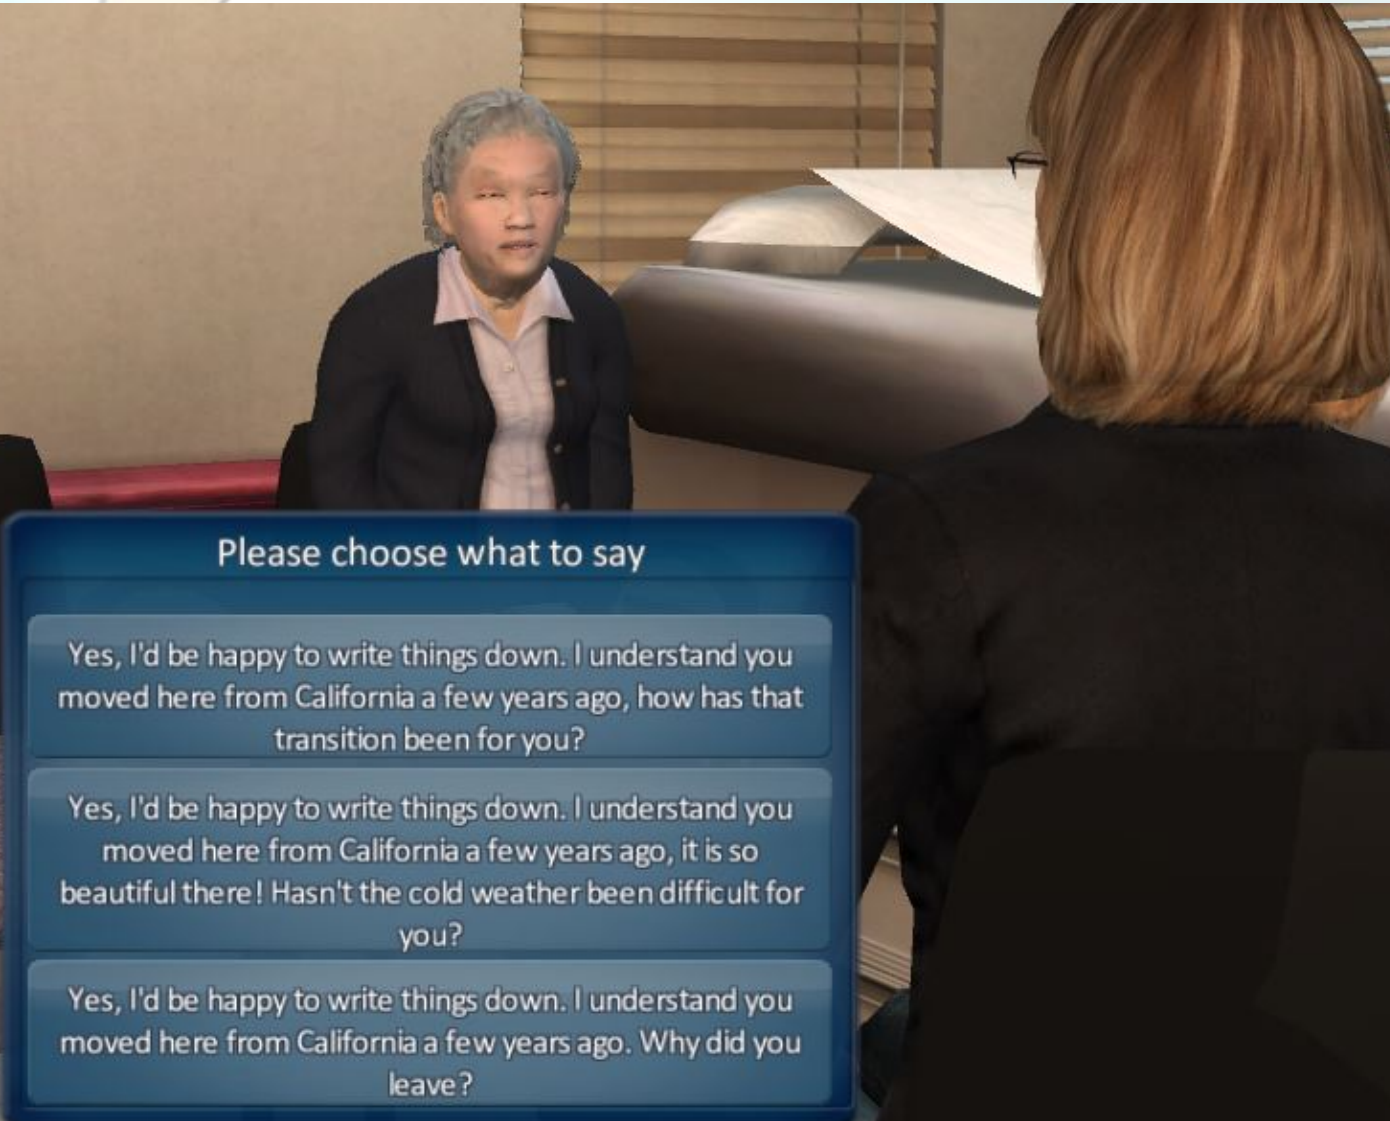 Please choose what to say
Yes, I'd be happy to write things down. I understand you
moved here from California a few years ago, how has that
transition been for you?
Yes, I'd be happy to write things down. I understand you
moved here from California a few years ago, it is so
beautiful there! Hasn't the cold weather been difficult for
you?
Yes, I'd be happy to write things down. I understand you
moved here from California a few years ago. Why did you
leave?